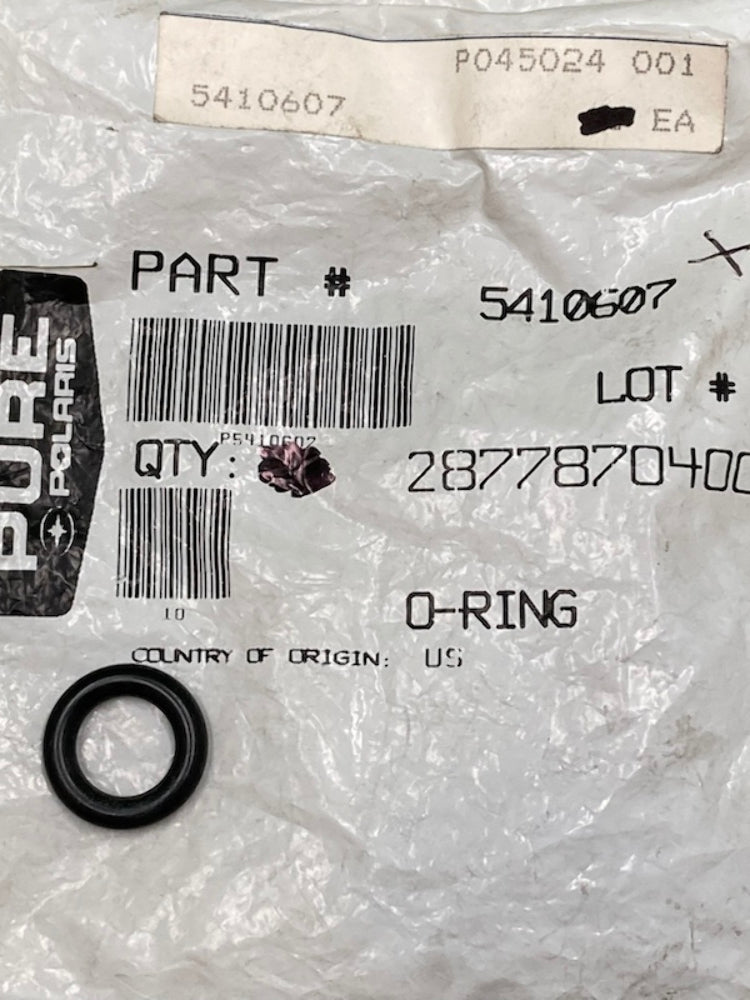 P045024 001
5410607
EA
PART #
5410607
LOT #
P5410607
QTY:
2877870400
10
O-RING
COUNTRY OF ORIGIN: US
PURE
POLARIS